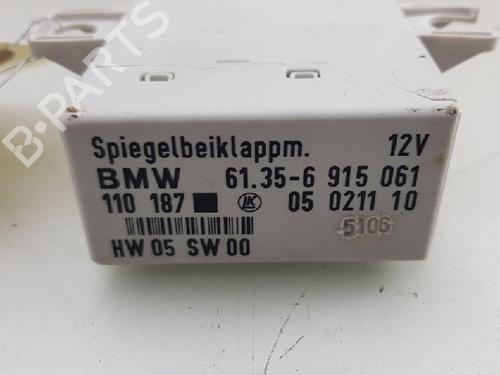 B-PARTS
Spiegelbeiklappm. 12V
BMW 61.35-6 915 061
110 187 LK 05 0211 10
5106
HW 05 SW 00